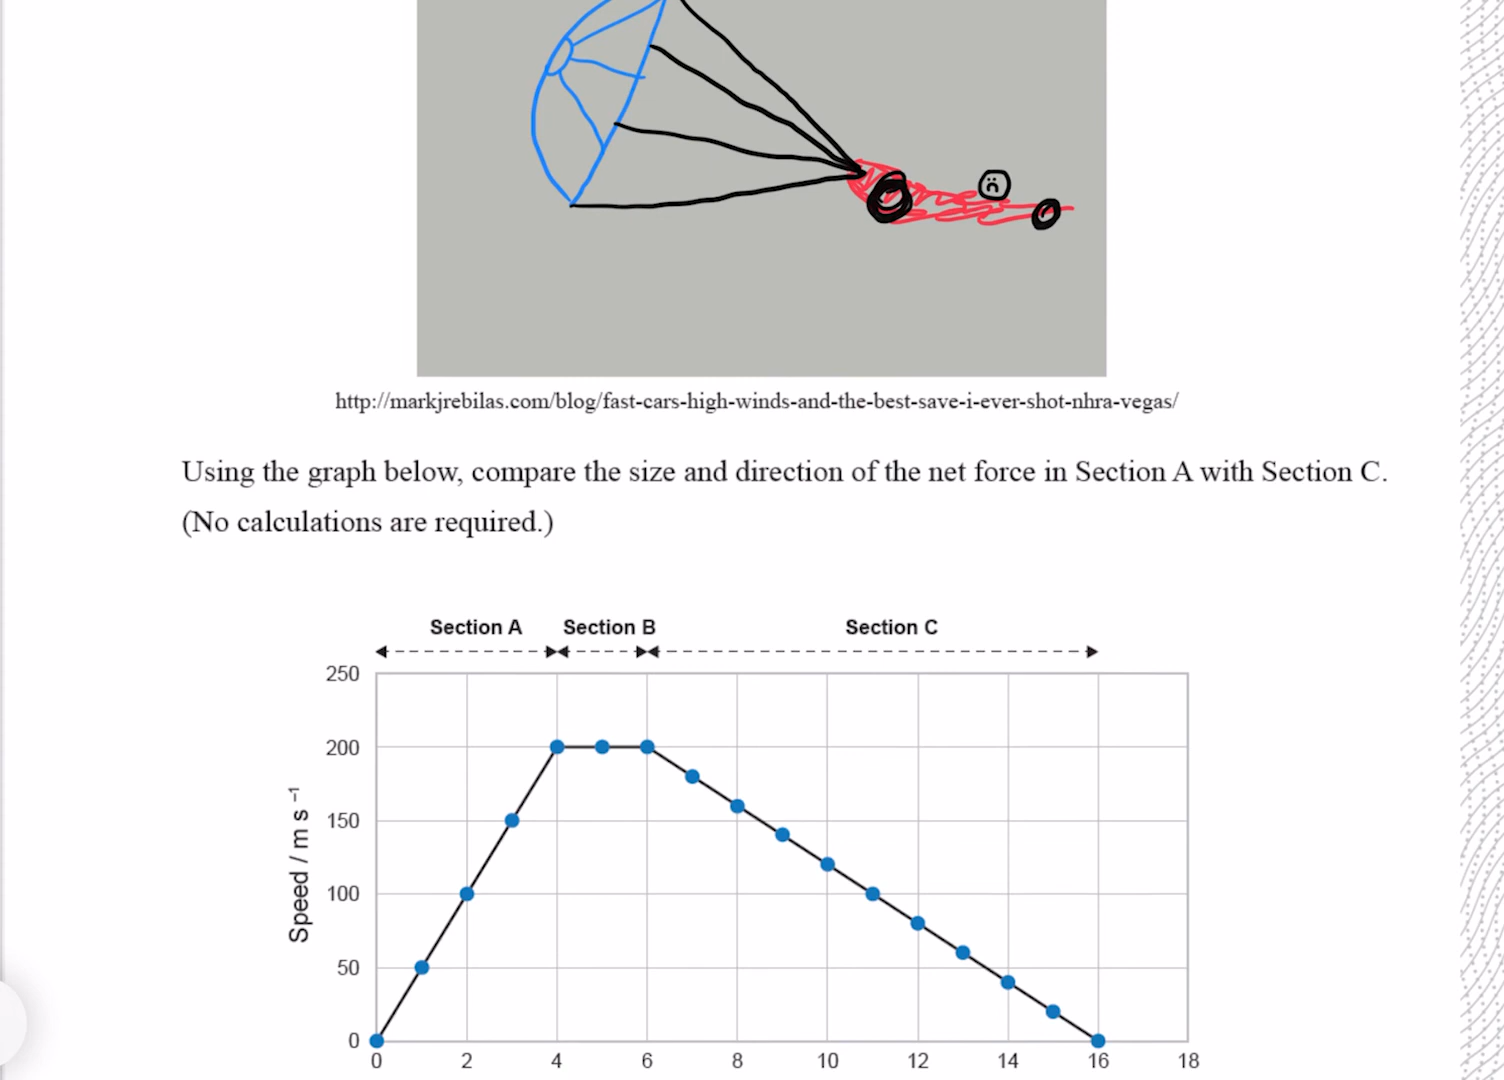 http://markjrebilas.com/blog/fast-cars-high-winds-and-the-best-save-i-ever-shot-nhra-vegas/
Using the graph below, compare the size and direction of the net force in Section A with Section C.
(No calculations are required.)
Section A Section B Section C
250
200
150
100
50
0
Speed / m s⁻¹
0 2 4 6 8 10 12 14 16 18